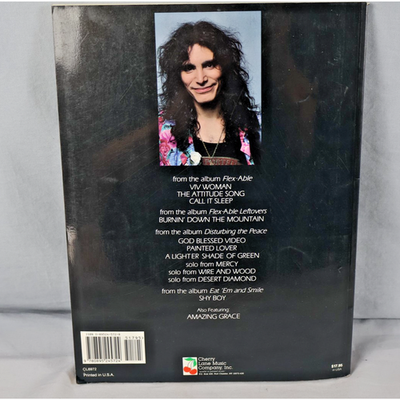 from the album Flex-Able
VIV WOMAN
THE ATTITUDE SONG
CALL IT SLEEP
from the album Flex-Able Leftovers
BURNIN' DOWN THE MOUNTAIN
from the album Disturbing the Peace
GOD BLESSED VIDEO
PAINTED LOVER
A LIGHTER SHADE OF GREEN
solo from MERCY
solo from WIRE AND WOOD
solo from DESERT DIAMOND
from the album Eat 'Em and Smile
SHY BOY
Also Featuring
AMAZING GRACE
Printed in U.S.A.
Cherry
Lane Music
Company, Inc.